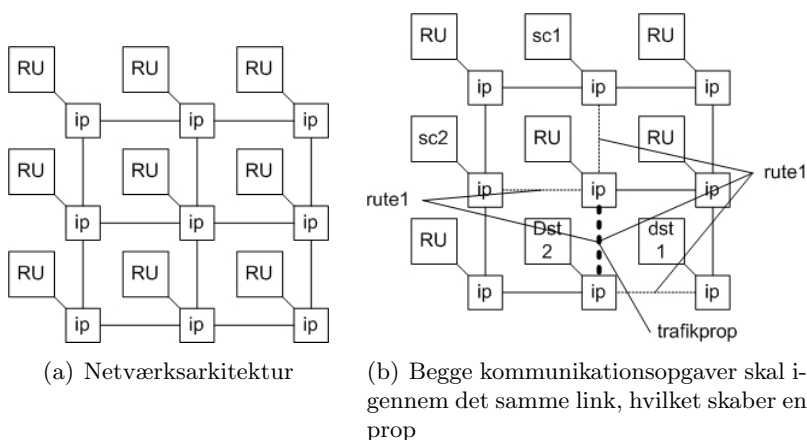 RU RU RU
ip ip ip
RU RU RU
ip ip ip
RU RU RU
ip ip ip
(a) Netværksarkitektur
RU sc1 RU
ip ip ip
sc2 RU RU
rute1
ip ip ip
rute1
RU Dst 2 dst 1
ip ip ip
trafikprop
(b) Begge kommunikationsopgaver skal i-
gennem det samme link, hvilket skaber en
prop